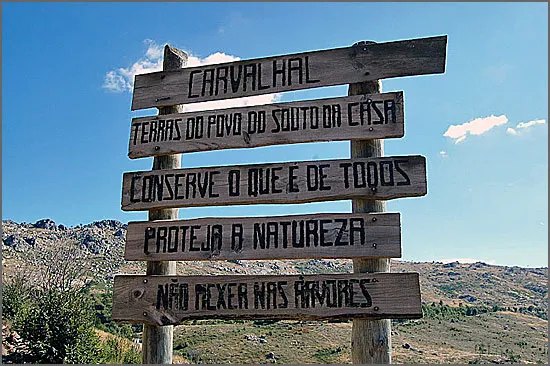 CARVALHAL
TERRAS DO POVO DO SOUTO DA CASA
CONSERVE O QUE É DE TODOS
PROTEJA A NATUREZA
NÃO MEXER NAS ÁRVORES